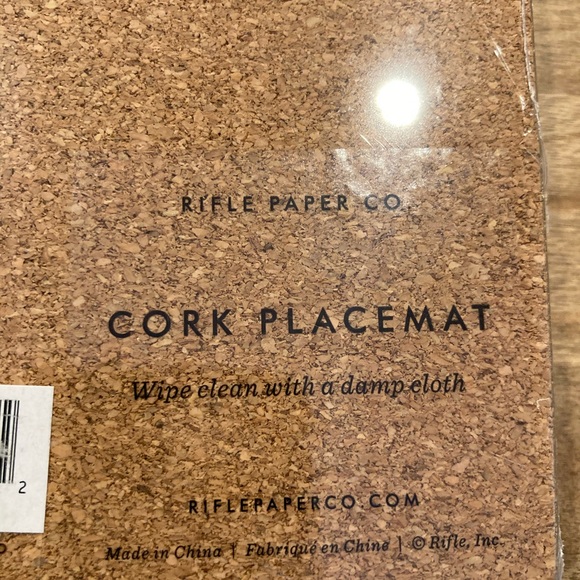 RIFLE PAPER CO.
CORK PLACEMAT
Wipe clean with a damp cloth
2
RIFLEPAPERCO.COM
Made in China | Fabriqué en Chine | © Rifle, Inc.